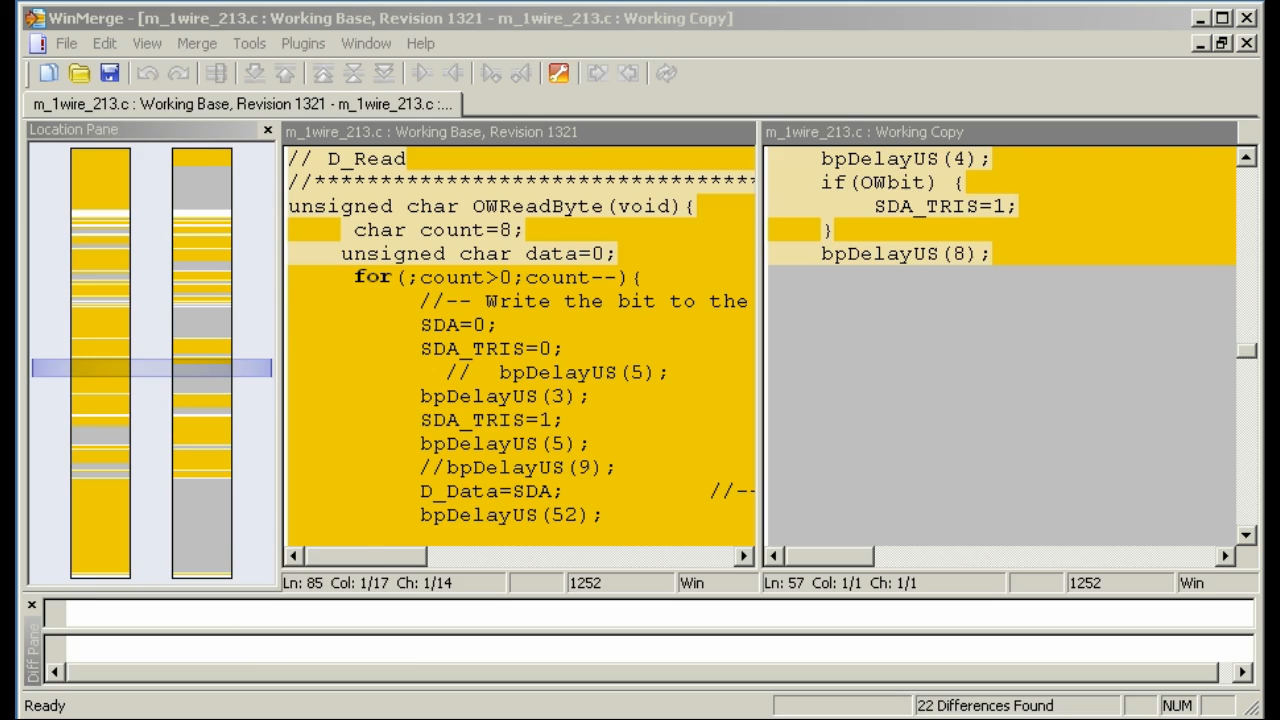 WinMerge - [m_1wire_213.c : Working Base, Revision 1321 - m_1wire_213.c : Working Copy]
File Edit View Merge Tools Plugins Window Help
m_1wire_213.c : Working Base, Revision 1321 - m_1wire_213.c :...
Location Pane
m_1wire_213.c : Working Base, Revision 1321
// D_Read
//*********************************
unsigned char OWReadByte(void){
char count=8;
unsigned char data=0;
for(;count>0;count--){
//-- Write the bit to the
SDA=0;
SDA_TRIS=0;
// bpDelayUS(5);
bpDelayUS(3);
SDA_TRIS=1;
bpDelayUS(5);
//bpDelayUS(9);
D_Data=SDA; //--
bpDelayUS(52);
Ln: 85 Col: 1/17 Ch: 1/14 1252 Win
m_1wire_213.c : Working Copy
bpDelayUS(4);
if(OWbit) {
SDA_TRIS=1;
}
bpDelayUS(8);
Ln: 57 Col: 1/1 Ch: 1/1 1252 Win
Diff Pane
Ready 22 Differences Found NUM